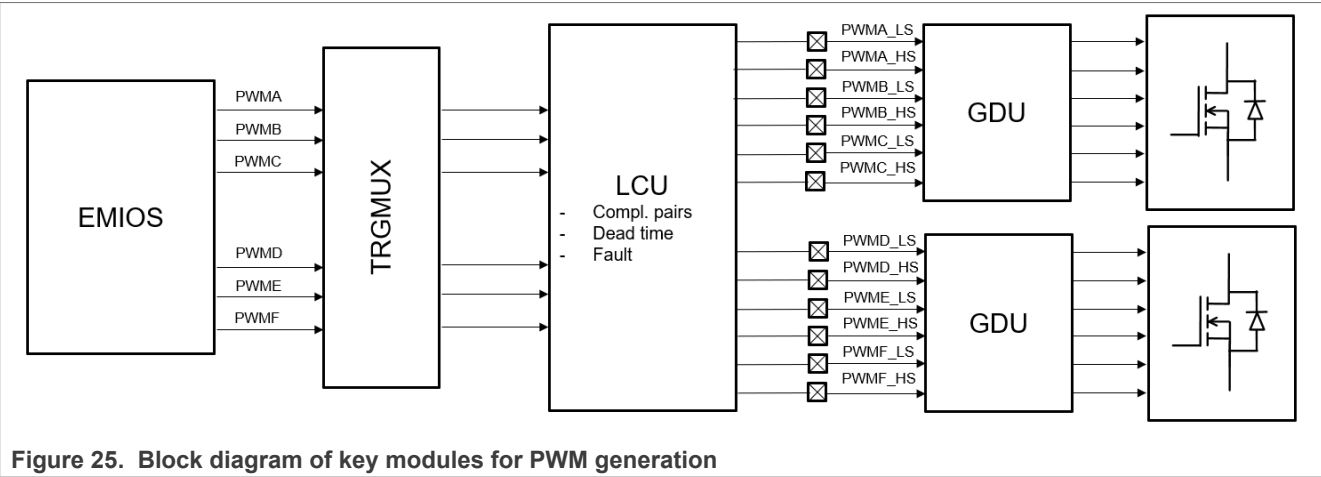 EMIOS
PWMA
PWMB
PWMC
PWMD
PWME
PWMF
TRGMUX
LCU
- Compl. pairs
- Dead time
- Fault
PWMA_LS
PWMA_HS
PWMB_LS
PWMB_HS
PWMC_LS
PWMC_HS
GDU
PWMD_LS
PWMD_HS
PWME_LS
PWME_HS
PWMF_LS
PWMF_HS
GDU
Figure 25. Block diagram of key modules for PWM generation